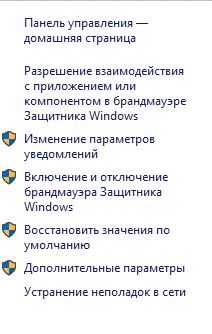 Панель управления —
домашняя страница
Разрешение взаимодействия
с приложением или
компонентом в брандмауэре
Защитника Windows
Изменение параметров
уведомлений
Включение и отключение
брандмауэра Защитника
Windows
Восстановить значения по
умолчанию
Дополнительные параметры
Устранение неполадок в сети